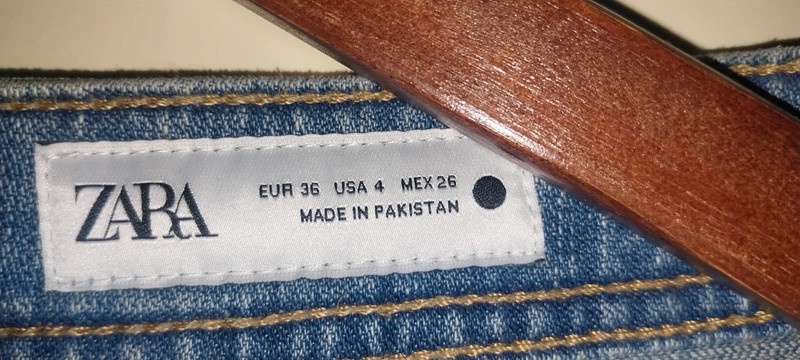 ZARA
EUR 36 USA 4 MEX 26
MADE IN PAKISTAN